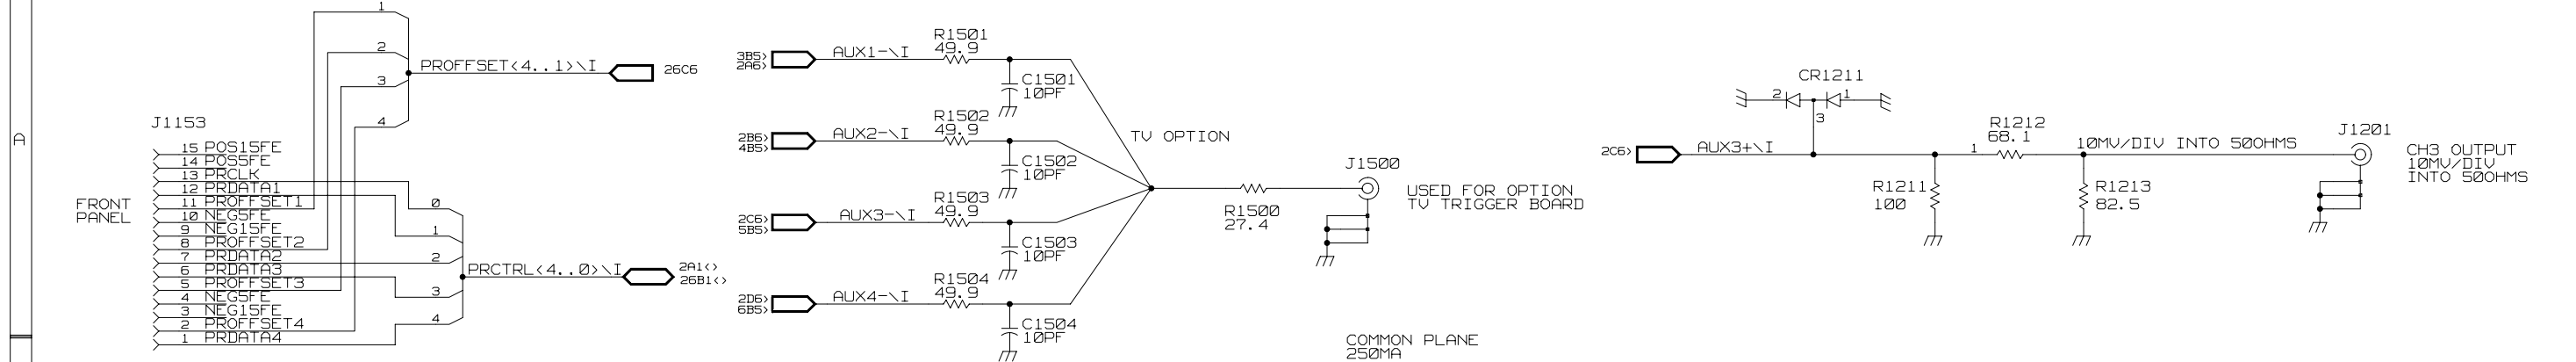 A
FRONT
PANEL
J1153
15 POS15FE
14 POS5FE
13 PRCLK
12 PRDATA1
11 PROFFSET1
10 NEG5FE
9 NEG15FE
8 PROFFSET2
7 PRDATA2
6 PRDATA3
5 PROFFSET3
4 NEG5FE
3 NEG15FE
2 PROFFSET4
1 PRDATA4
1
2
3
4
PROFFSET<4..1>\I
26C6
0
1
2
3
4
PRCTRL<4..0>\I
2A1<>
26B1<>
3B5>
2A6>
AUX1-\I
R1501
49.9
C1501
10PF
2B6>
4B5>
AUX2-\I
R1502
49.9
C1502
10PF
2C6>
5B5>
AUX3-\I
R1503
49.9
C1503
10PF
2D6>
6B5>
AUX4-\I
R1504
49.9
C1504
10PF
TV OPTION
R1500
27.4
J1500
USED FOR OPTION
TV TRIGGER BOARD
COMMON PLANE
250MA
2C6>
AUX3+\I
CR1211
2
1
3
R1211
100
1
R1212
68.1
10MV/DIV INTO 50OHMS
R1213
82.5
J1201
CH3 OUTPUT
10MV/DIV
INTO 50OHMS